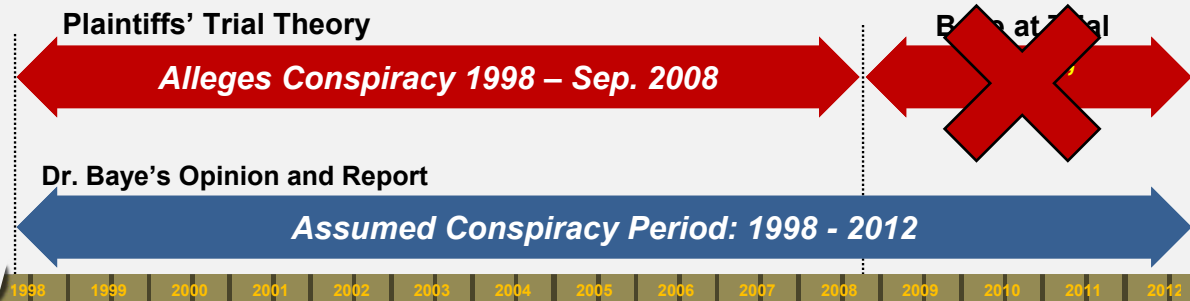 Plaintiffs’ Trial Theory
at
Alleges Conspiracy 1998 – Sep. 2008
Dr. Baye’s Opinion and Report
Assumed Conspiracy Period: 1998 - 2012
1998 1999 2000 2001 2002 2003 2004 2005 2006 2007 2008 2009 2010 2011 2012